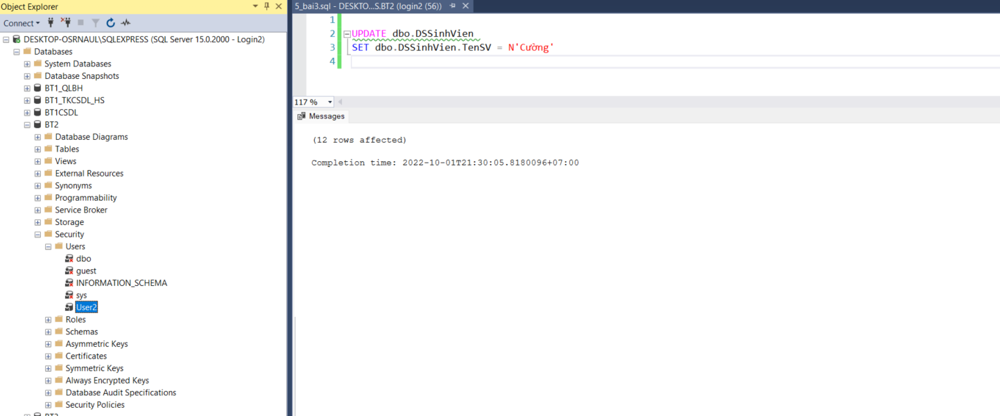 Object Explorer
Connect
DESKTOP-OSRNAUL\SQLEXPRESS (SQL Server 15.0.2000 - Login2)
Databases
System Databases
Database Snapshots
BT1_QLBH
BT1_TKCSDL_HS
BT1CSDL
BT2
Database Diagrams
Tables
Views
External Resources
Synonyms
Programmability
Service Broker
Storage
Security
Users
dbo
guest
INFORMATION_SCHEMA
sys
User2
Roles
Schemas
Asymmetric Keys
Certificates
Symmetric Keys
Always Encrypted Keys
Database Audit Specifications
Security Policies
5_bai3.sql - DESKTO...S.BT2 (login2 (56))
1
2 UPDATE dbo.DSSinhVien
3 SET dbo.DSSinhVien.TenSV = N'Cường'
4
117 %
Messages
(12 rows affected)
Completion time: 2022-10-01T21:30:05.8180096+07:00